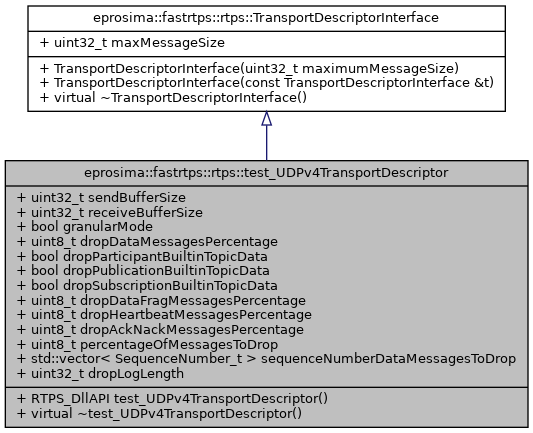 eprosima::fastrtps::rtps::TransportDescriptorInterface
+ uint32_t maxMessageSize
+ TransportDescriptorInterface(uint32_t maximumMessageSize)
+ TransportDescriptorInterface(const TransportDescriptorInterface &t)
+ virtual ~TransportDescriptorInterface()
eprosima::fastrtps::rtps::test_UDPv4TransportDescriptor
+ uint32_t sendBufferSize
+ uint32_t receiveBufferSize
+ bool granularMode
+ uint8_t dropDataMessagesPercentage
+ bool dropParticipantBuiltinTopicData
+ bool dropPublicationBuiltinTopicData
+ bool dropSubscriptionBuiltinTopicData
+ uint8_t dropDataFragMessagesPercentage
+ uint8_t dropHeartbeatMessagesPercentage
+ uint8_t dropAckNackMessagesPercentage
+ uint8_t percentageOfMessagesToDrop
+ std::vector< SequenceNumber_t > sequenceNumberDataMessagesToDrop
+ uint32_t dropLogLength
+ RTPS_DllAPI test_UDPv4TransportDescriptor()
+ virtual ~test_UDPv4TransportDescriptor()